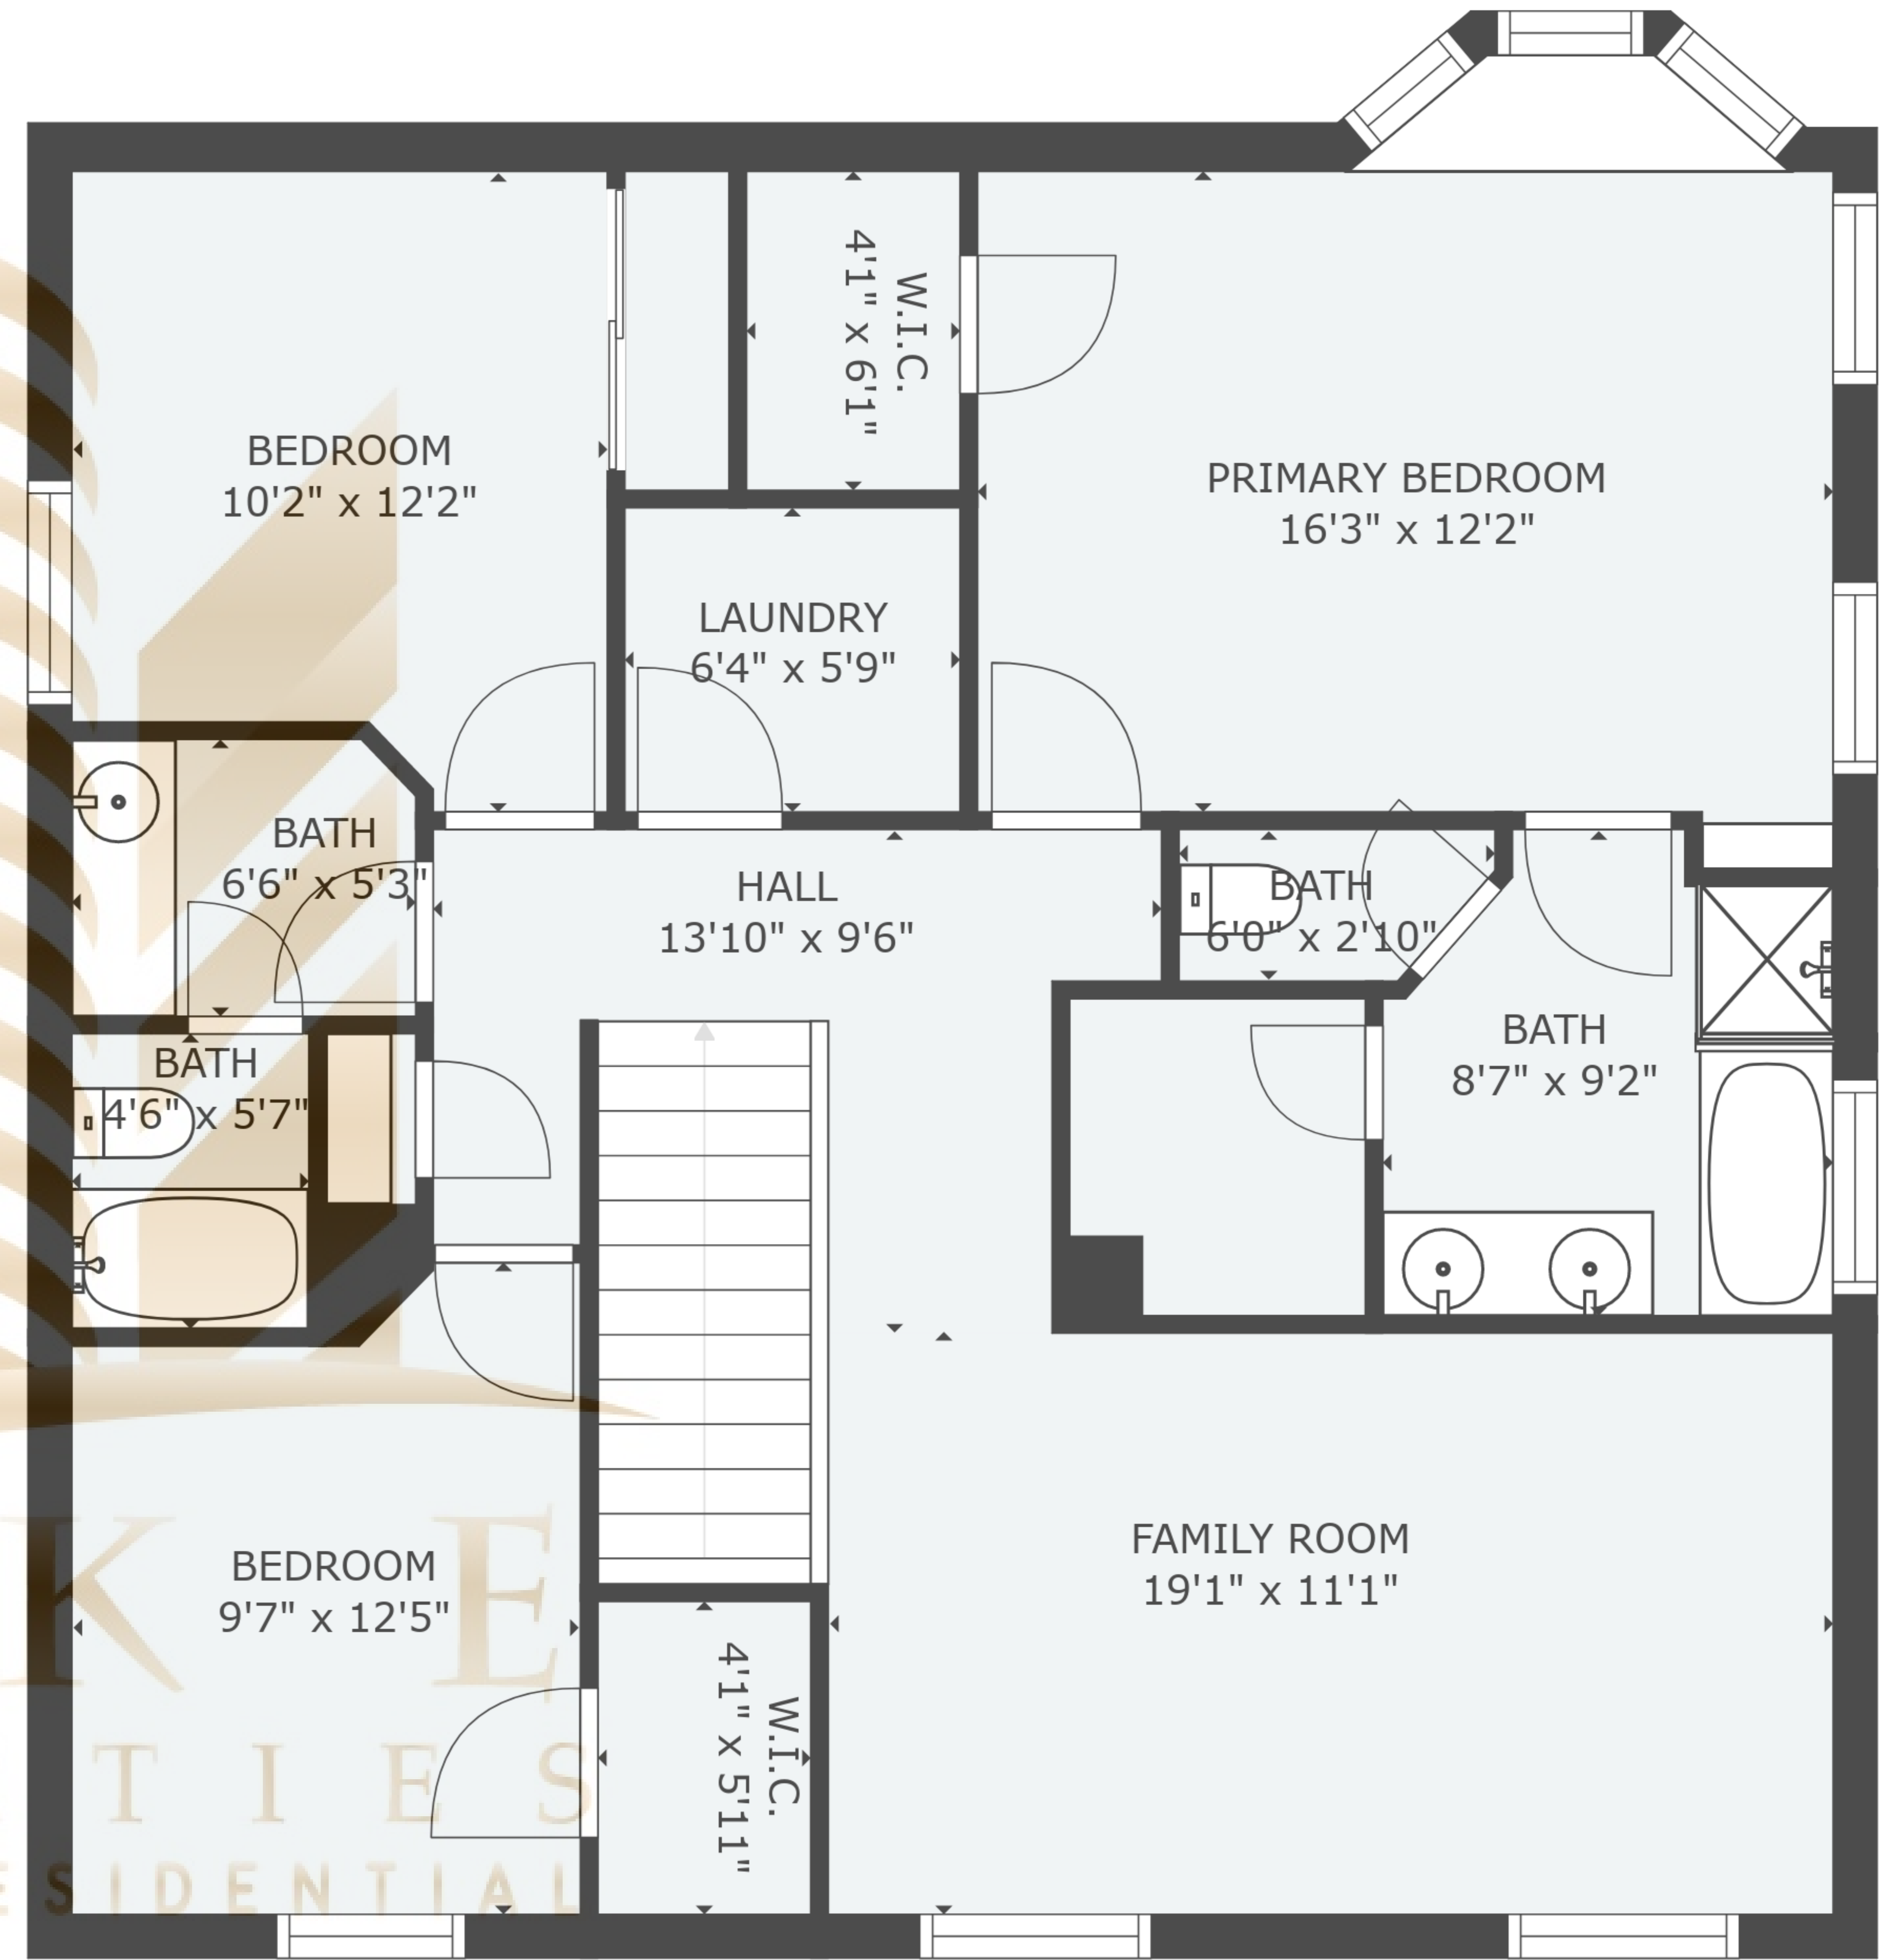 W.I.C.
4'1" x 6'1"
BEDROOM
10'2" x 12'2"
PRIMARY BEDROOM
16'3" x 12'2"
LAUNDRY
6'4" x 5'9"
BATH
6'6" x 5'3"
HALL
13'10" x 9'6"
BATH
6'0" x 2'10"
BATH
8'7" x 9'2"
BATH
4'6" x 5'7"
FAMILY ROOM
19'1" x 11'1"
BEDROOM
9'7" x 12'5"
W.I.C.
4'1" x 5'11"
K E
T I E S
ESIDENTIAL